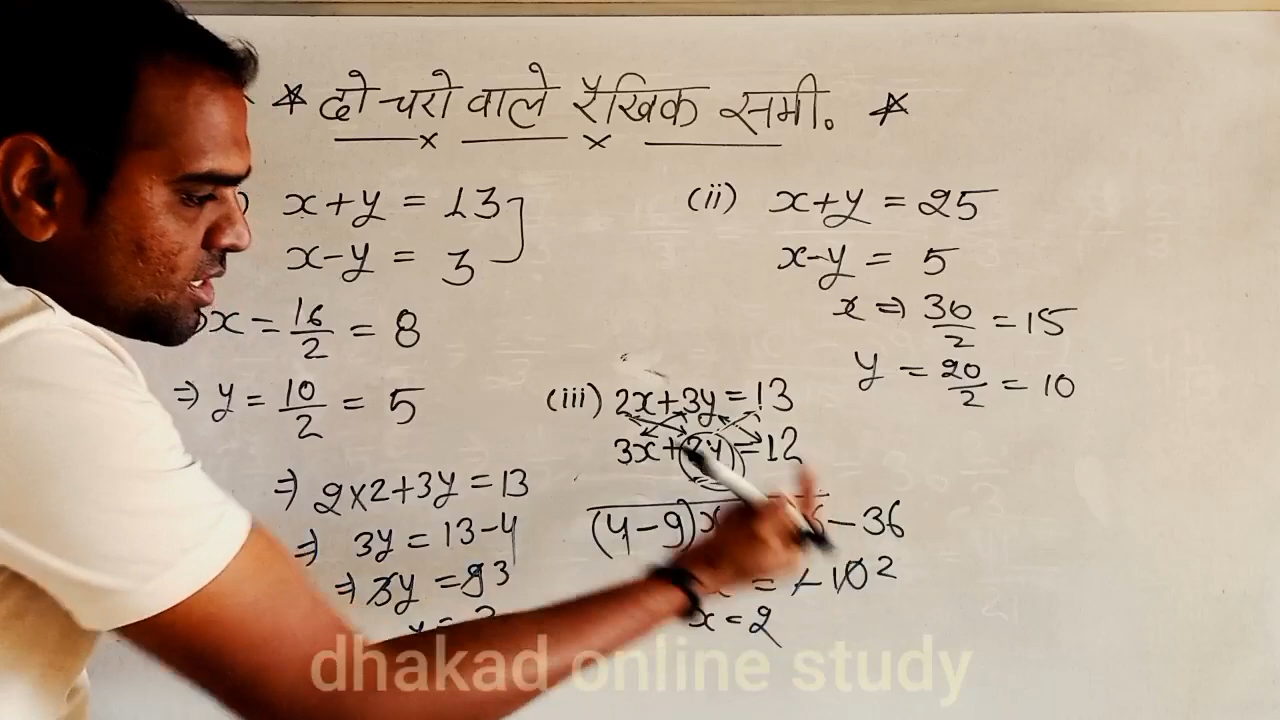 * दो चरो वाले रैखिक समी. *
x+y = 13
x-y = 3
x = 16/2 = 8
⇒ y = 10/2 = 5
(ii) x+y = 25
x-y = 5
x ⇒ 30/2 = 15
y = 20/2 = 10
(iii) 2x+3y=13
3x+2y=12
(4-9)x -36
= -10 2
x = 2
⇒ 2×2+3y=13
⇒ 3y = 13-4
⇒ 3y = 9 3
dhakad online study